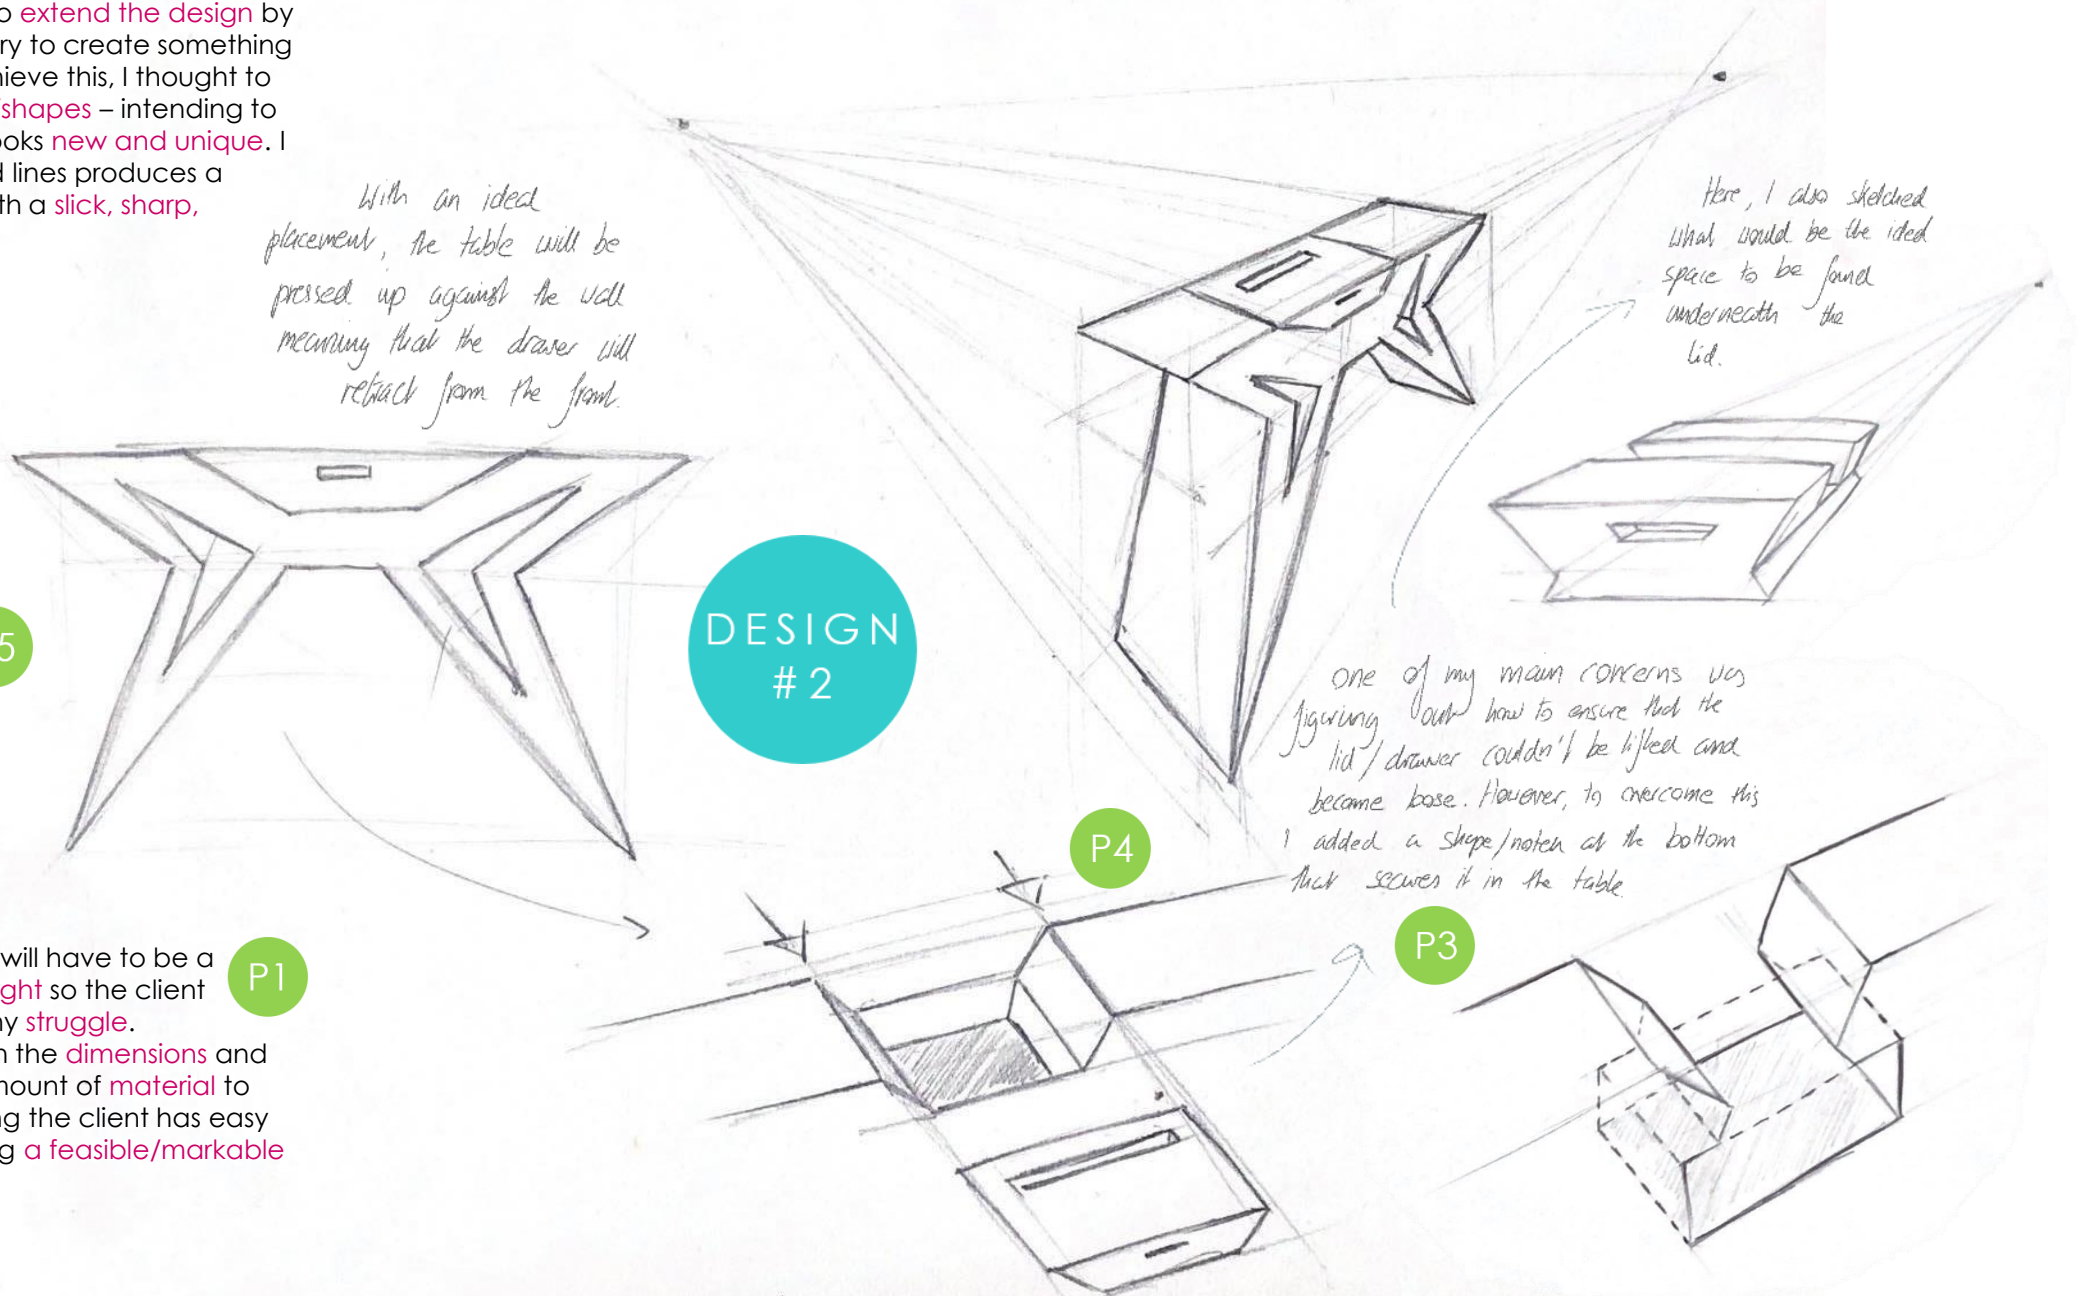 o extend the design by
ry to create something
nieve this, I thought to
/shapes – intending to
ooks new and unique. I
d lines produces a
th a slick, sharp,
With an ideal
placement, the table will be
pressed up against the wall
meaning that the drawer will
retract from the front.
Here, I also sketched
what would be the ideal
space to be found
underneath the
lid.
5
DESIGN
#2
one of my main concerns was
figuring out how to ensure that the
lid/drawer couldn't be lifted and
become loose. However, to overcome this
I added a shape/notch at the bottom
that secures it in the table.
P4
P3
will have to be a
ght so the client
ny struggle.
n the dimensions and
mount of material to
ng the client has easy
g a feasible/markable
P1